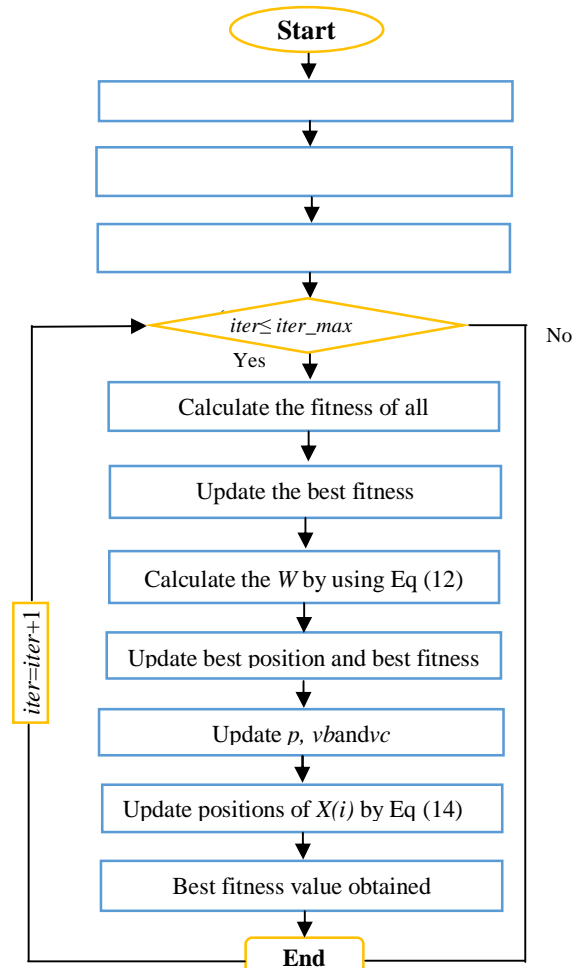 Start
iter≤ iter_max
No
Yes
Calculate the fitness of all
Update the best fitness
Calculate the W by using Eq (12)
iter=iter+1
Update best position and best fitness
Update p, vbandvc
Update positions of X(i) by Eq (14)
Best fitness value obtained
End